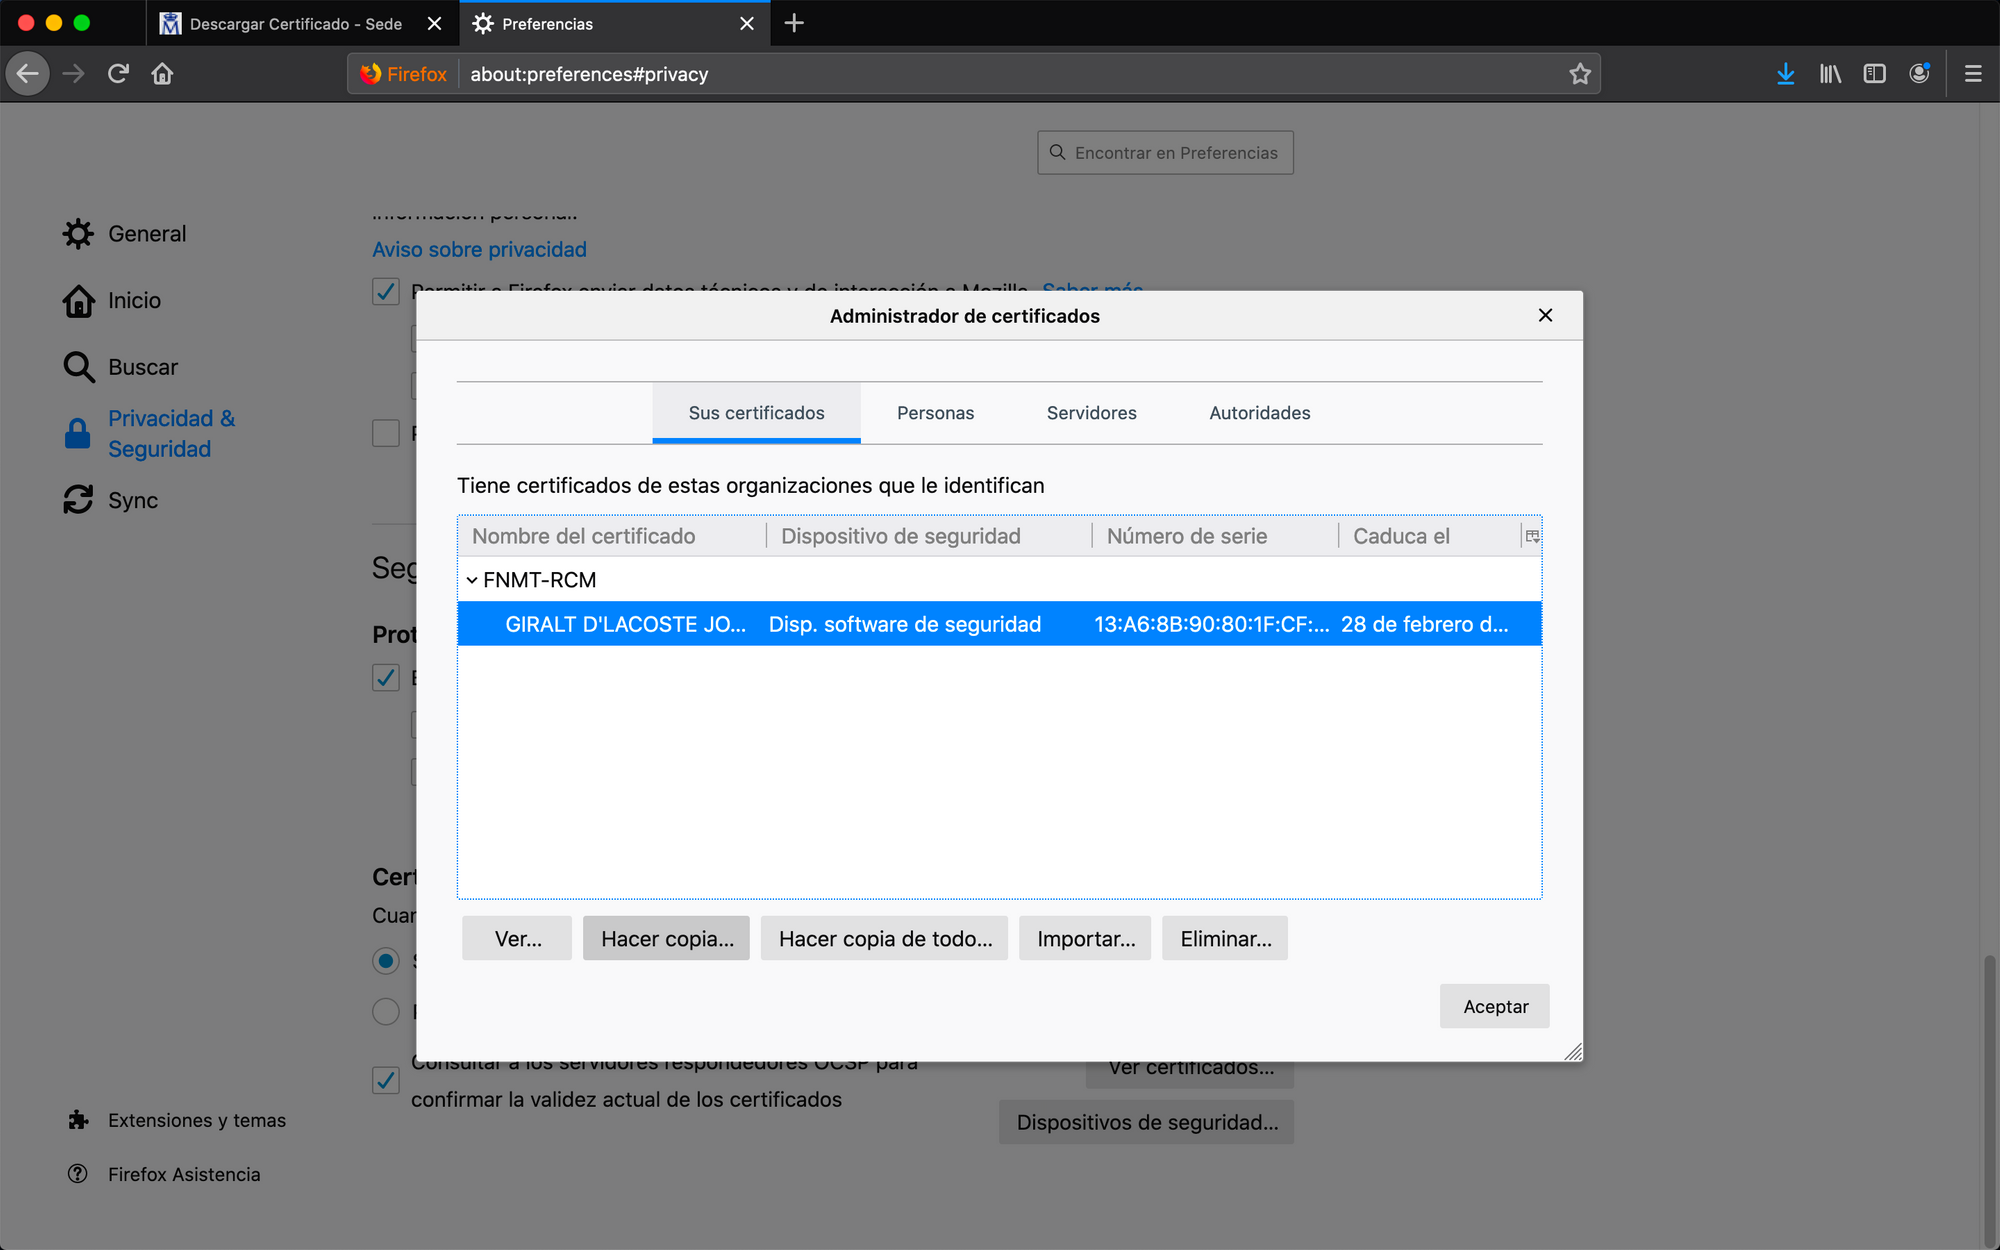 Descargar Certificado - Sede
Preferencias
Firefox
about:preferences#privacy
Encontrar en Preferencias
General
Inicio
Buscar
Privacidad &
Seguridad
Sync
Extensiones y temas
Firefox Asistencia
información personal.
Aviso sobre privacidad
Permitir a Firefox enviar datos técnicos y de interacción a Mozilla Saber más
Administrador de certificados
Sus certificados
Personas
Servidores
Autoridades
Tiene certificados de estas organizaciones que le identifican
Nombre del certificado
Dispositivo de seguridad
Número de serie
Caduca el
FNMT-RCM
GIRALT D'LACOSTE JO...
Disp. software de seguridad
13:A6:8B:90:80:1F:CF:...
28 de febrero d...
Ver...
Hacer copia...
Hacer copia de todo...
Importar...
Eliminar...
Aceptar
Seg
Prot
Cert
Cuar
Consultar a los servidores respondedores OCSP para
confirmar la validez actual de los certificados
Ver certificados...
Dispositivos de seguridad...